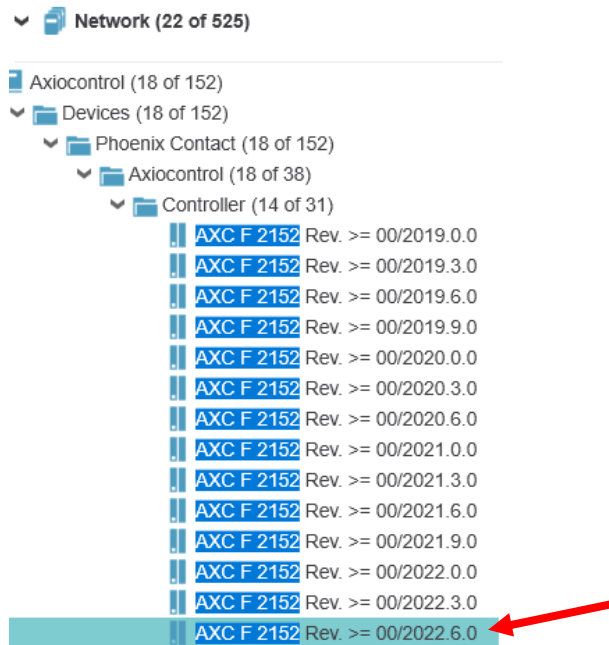 Network (22 of 525)
Axiocontrol (18 of 152)
Devices (18 of 152)
Phoenix Contact (18 of 152)
Axiocontrol (18 of 38)
Controller (14 of 31)
AXC F 2152 Rev. >= 00/2019.0.0
AXC F 2152 Rev. >= 00/2019.3.0
AXC F 2152 Rev. >= 00/2019.6.0
AXC F 2152 Rev. >= 00/2019.9.0
AXC F 2152 Rev. >= 00/2020.0.0
AXC F 2152 Rev. >= 00/2020.3.0
AXC F 2152 Rev. >= 00/2020.6.0
AXC F 2152 Rev. >= 00/2021.0.0
AXC F 2152 Rev. >= 00/2021.3.0
AXC F 2152 Rev. >= 00/2021.6.0
AXC F 2152 Rev. >= 00/2021.9.0
AXC F 2152 Rev. >= 00/2022.0.0
AXC F 2152 Rev. >= 00/2022.3.0
AXC F 2152 Rev. >= 00/2022.6.0